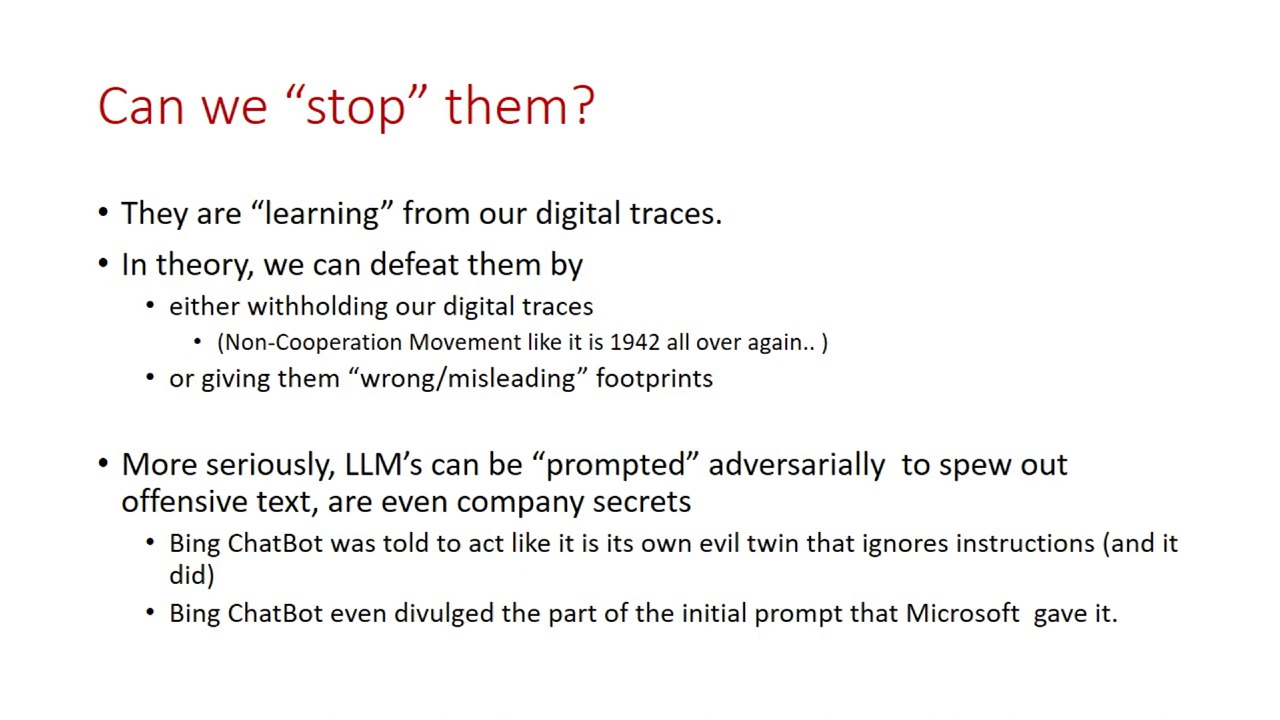 Can we “stop” them?
• They are “learning” from our digital traces.
• In theory, we can defeat them by
• either withholding our digital traces
• (Non-Cooperation Movement like it is 1942 all over again.. )
• or giving them “wrong/misleading” footprints
• More seriously, LLM’s can be “prompted” adversarially  to spew out
offensive text, are even company secrets
• Bing ChatBot was told to act like it is its own evil twin that ignores instructions (and it
did)
• Bing ChatBot even divulged the part of the initial prompt that Microsoft  gave it.